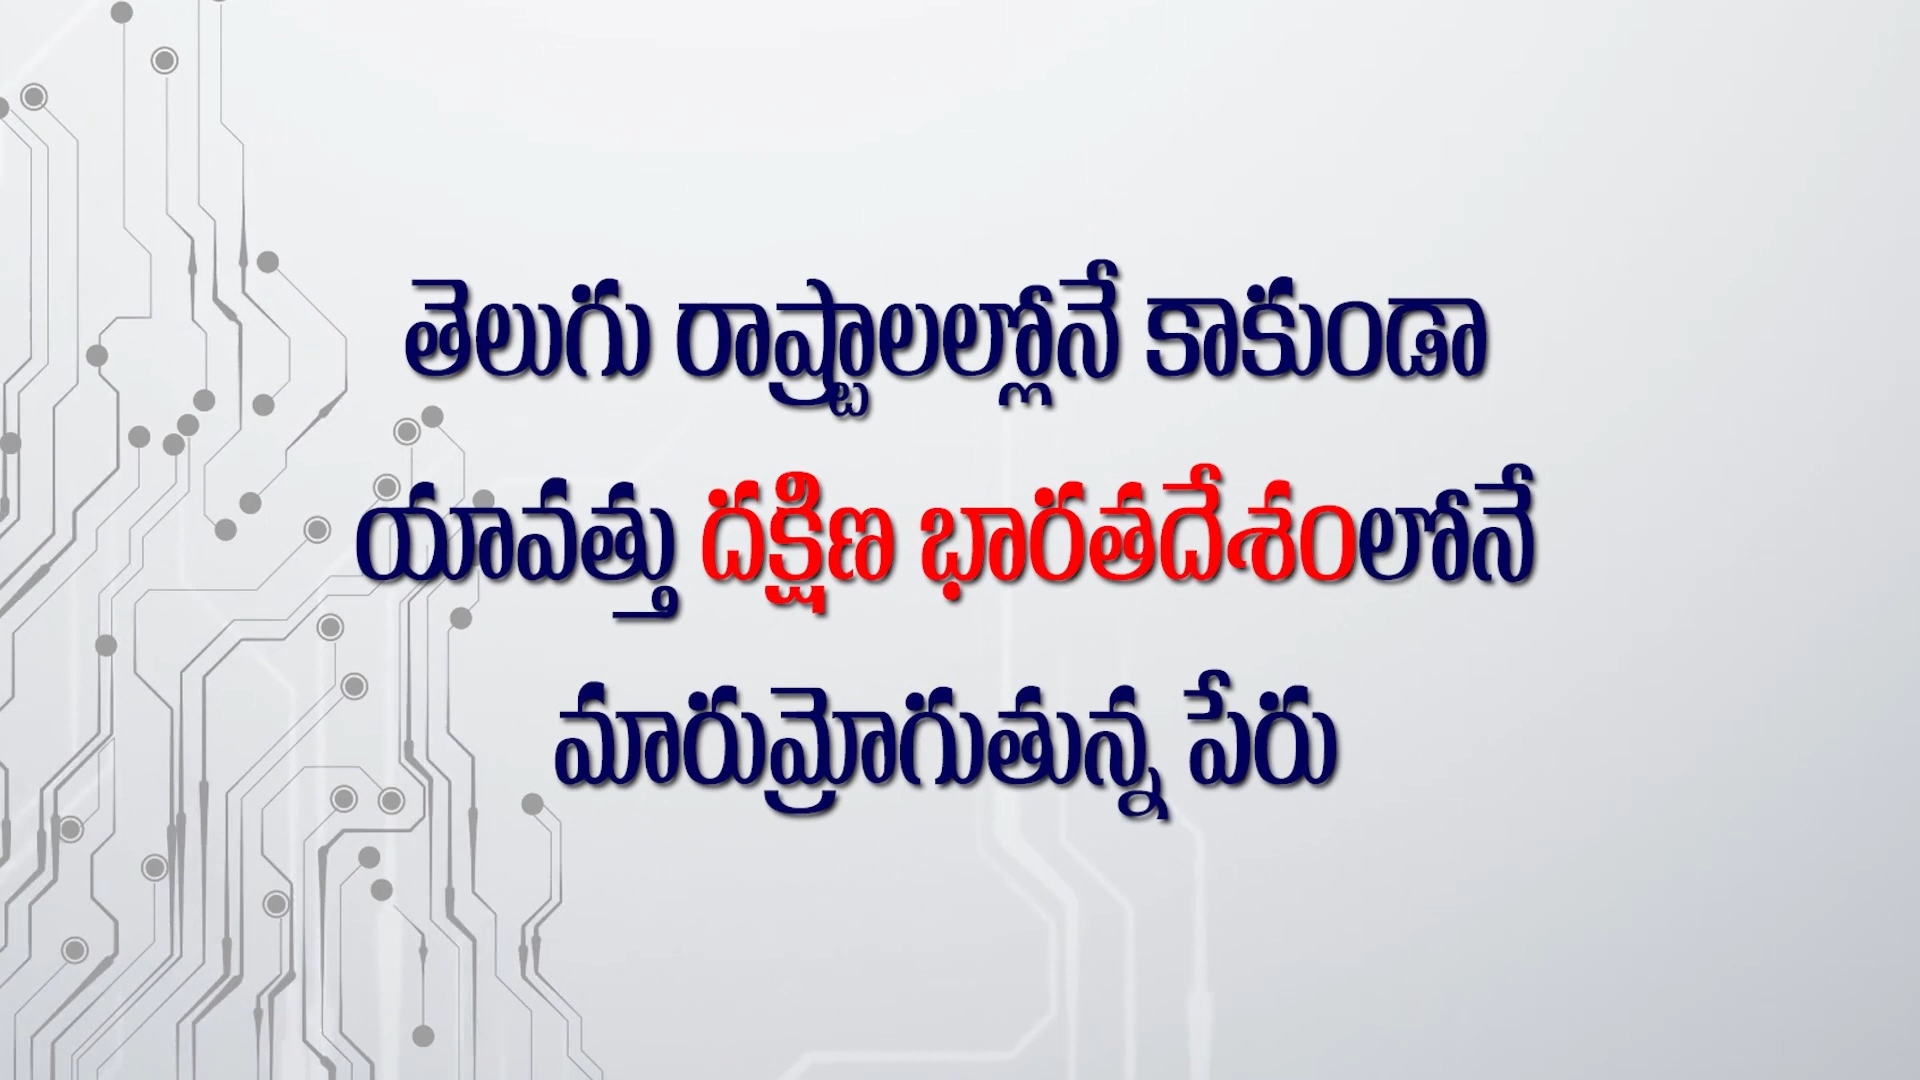 తెలుగు రాష్ట్రాలల్లోనే కాకుండా
యావత్తు దక్షిణ భారతదేశంలోనే
మారుమ్రోగుతున్న పేరు